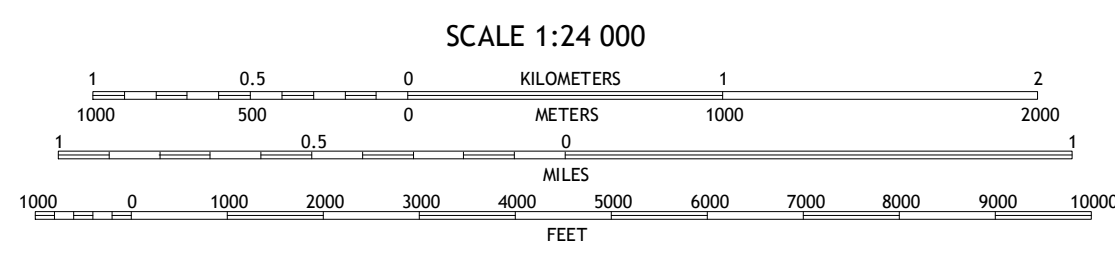 SCALE 1:24 000
1 0.5 0 KILOMETERS 1 2
1000 500 0 METERS 1000 2000
1 0.5 0 1
MILES
1000 0 1000 2000 3000 4000 5000 6000 7000 8000 9000 10000
FEET